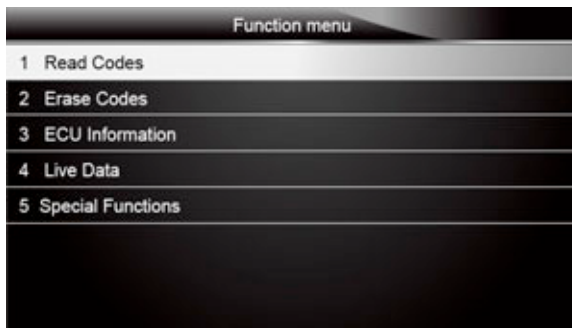 Function menu
1 Read Codes
2 Erase Codes
3 ECU Information
4 Live Data
5 Special Functions